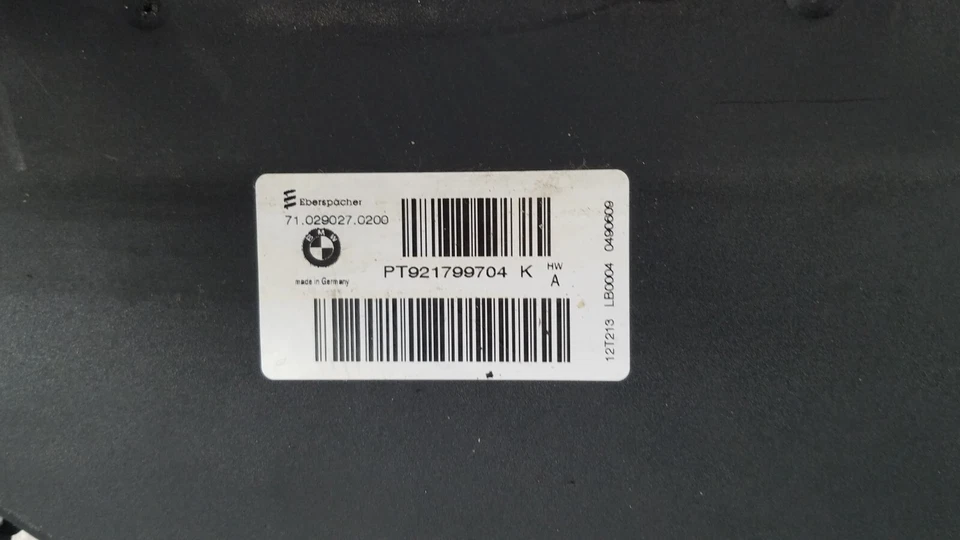 Eberspächer
71.029027.0200
BMW
made in Germany
PT921799704 K
HW
A
12T213 LB0004 0490609